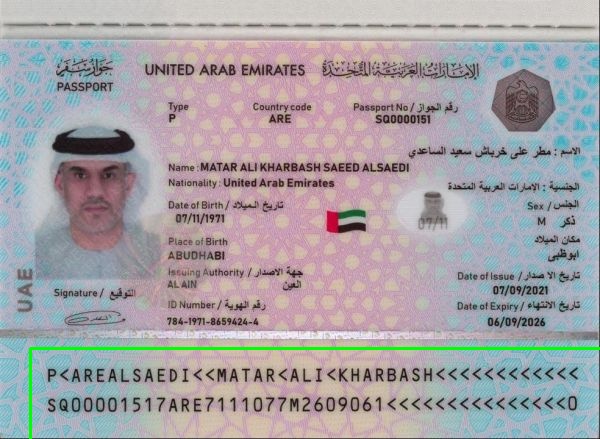 جواز سفر
PASSPORT
UNITED ARAB EMIRATES
الإمارات العربية المتحدة
Type
P
Country code
ARE
Passport No / رقم الجواز
SQ0000151
الاسم : مطر علي خرباش سعيد الساعدي
Name : MATAR ALI KHARBASH SAEED ALSAEDI
Nationality : United Arab Emirates
الجنسية : الإمارات العربية المتحدة
Date of Birth / تاريخ الميلاد
07/11/1971
Sex / الجنس
M ذكر
07/11
Place of Birth
مكان الميلاد
ABUDHABI
ابوظبي
Issuing Authority / جهة الاصدار
AL AIN
العين
Date of Issue / تاريخ الاصدار
07/09/2021
ID Number / رقم الهوية
784-1971-8659424-4
Date of Expiry / تاريخ الانتهاء
06/09/2026
Signature / التوقيع
UAE
P<AREALSAEDI<<MATAR<ALI<KHARBASH<<<<<<<<<<<<
SQ00001517ARE7111077M2609061<<<<<<<<<<<<<<<0